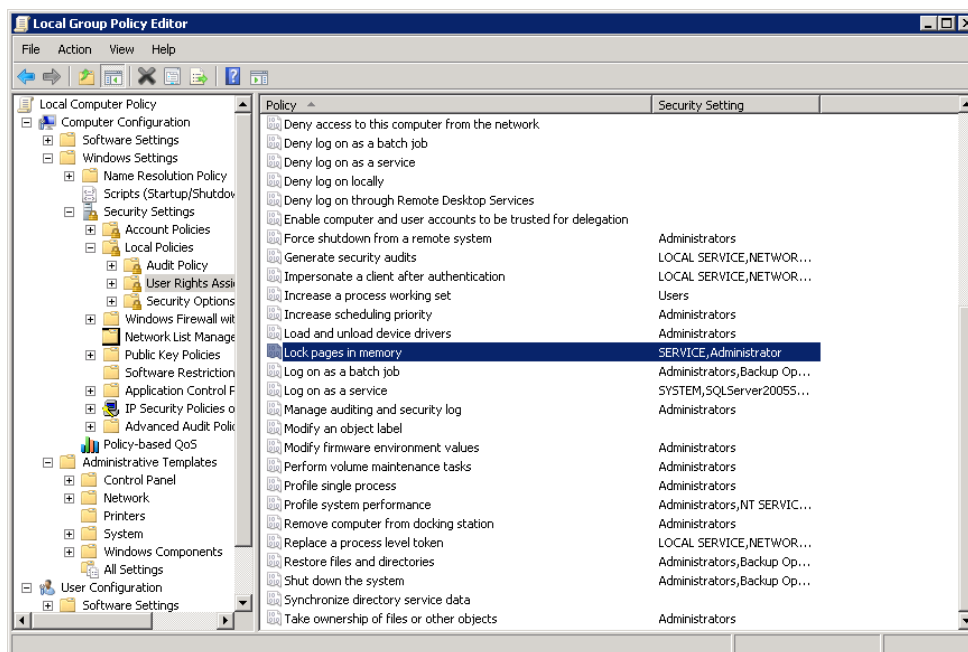 Local Group Policy Editor
File Action View Help
Local Computer Policy
Computer Configuration
Software Settings
Windows Settings
Name Resolution Policy
Scripts (Startup/Shutdov
Security Settings
Account Policies
Local Policies
Audit Policy
User Rights Assi
Security Options
Windows Firewall wit
Network List Manage
Public Key Policies
Software Restriction
Application Control P
IP Security Policies o
Advanced Audit Polic
Policy-based QoS
Administrative Templates
Control Panel
Network
Printers
System
Windows Components
All Settings
User Configuration
Software Settings
Policy Security Setting
Deny access to this computer from the network
Deny log on as a batch job
Deny log on as a service
Deny log on locally
Deny log on through Remote Desktop Services
Enable computer and user accounts to be trusted for delegation
Force shutdown from a remote system Administrators
Generate security audits LOCAL SERVICE,NETWOR...
Impersonate a client after authentication LOCAL SERVICE,NETWOR...
Increase a process working set Users
Increase scheduling priority Administrators
Load and unload device drivers Administrators
Lock pages in memory SERVICE,Administrator
Log on as a batch job Administrators,Backup Op...
Log on as a service SYSTEM,SQLServer2005S...
Manage auditing and security log Administrators
Modify an object label
Modify firmware environment values Administrators
Perform volume maintenance tasks Administrators
Profile single process Administrators
Profile system performance Administrators,NT SERVIC...
Remove computer from docking station Administrators
Replace a process level token LOCAL SERVICE,NETWOR...
Restore files and directories Administrators,Backup Op...
Shut down the system Administrators,Backup Op...
Synchronize directory service data
Take ownership of files or other objects Administrators